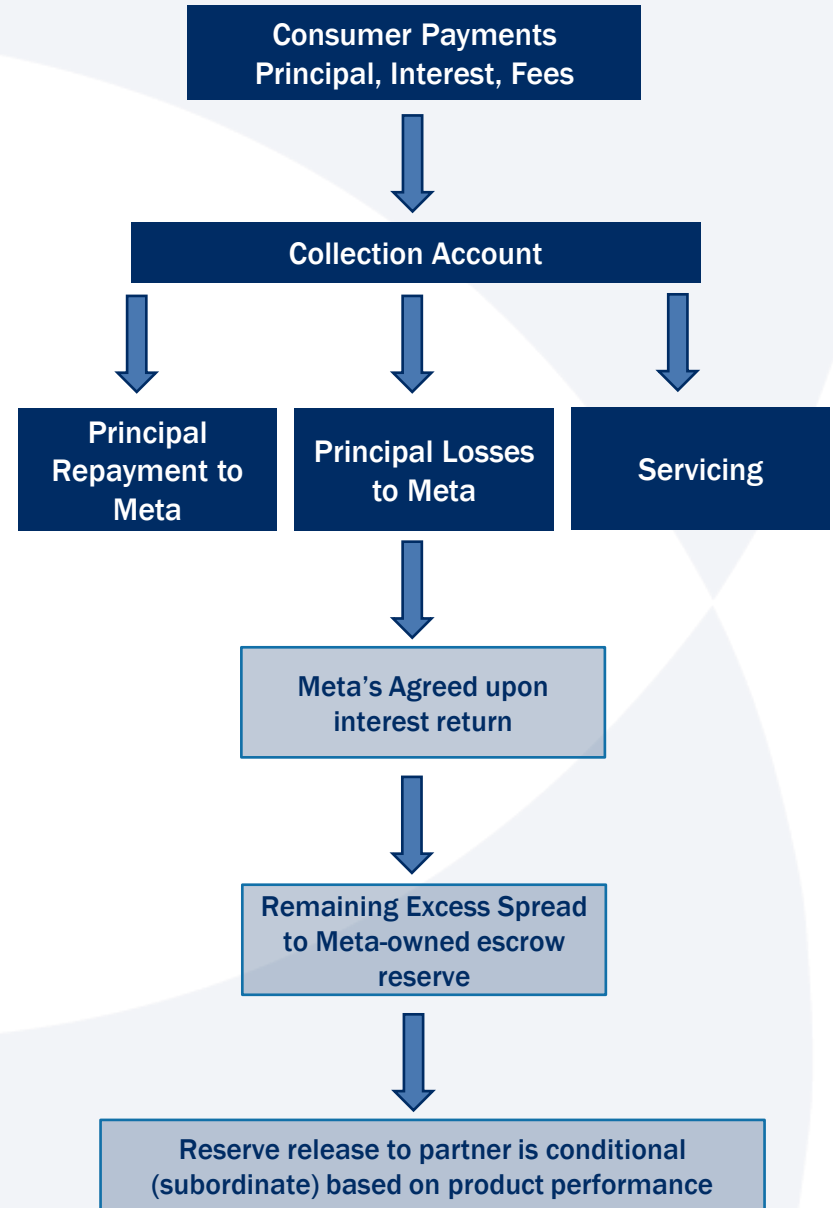 Consumer Payments
Principal, Interest, Fees
Collection Account
Principal
Repayment to
Meta
Principal Losses
to Meta
Servicing
Meta's Agreed upon
interest return
Remaining Excess Spread
to Meta-owned escrow
reserve
Reserve release to partner is conditional
(subordinate) based on product performance